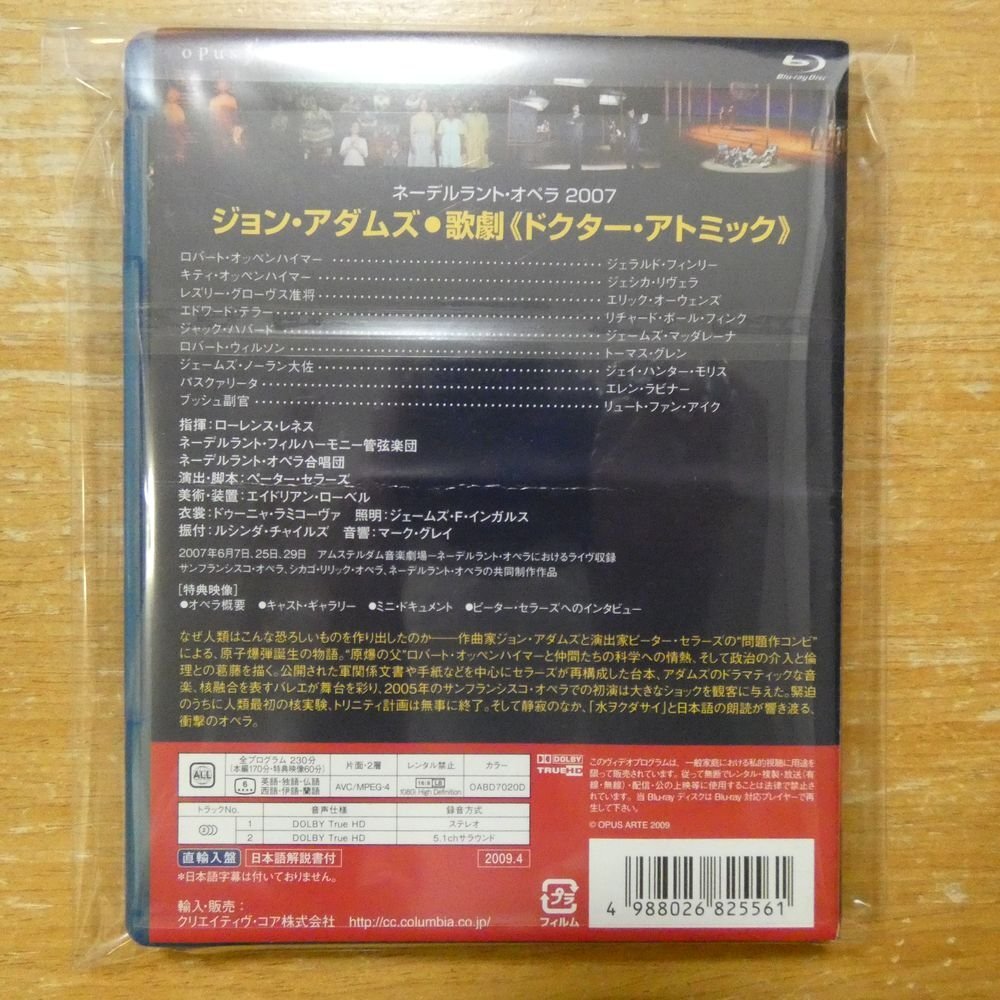 opus
Blu-ray Disc
ネーデルラント・オペラ 2007
ジョン・アダムズ●歌劇《ドクター・アトミック》
ロバート・オッペンハイマー ジェラルド・フィンリー
キティ・オッペンハイマー ジェシカ・リヴェラ
レズリー・グローヴス准将 エリック・オーウェンズ
エドワード・テラー リチャード・ポール・フィンク
ジャック・ハバード ジェームズ・マッダレーナ
ロバート・ウィルソン トーマス・グレン
ジェームズ・ノーラン大佐 ジェイ・ハンター・モリス
パスクァリータ エレン・ラビナー
ブッシュ副官 リュート・ファン・アイク
指揮：ローレンス・レネス
ネーデルラント・フィルハーモニー管弦楽団
ネーデルラント・オペラ合唱団
演出・脚本：ペーター・セラーズ
美術・装置：エイドリアン・ローベル
衣裳：ドゥーニャ・ラミコーヴァ 照明：ジェームズ・F・インガルス
振付：ルシンダ・チャイルズ 音響：マーク・グレイ
2007年6月7日、25日、29日 アムステルダム音楽劇場－ネーデルラント・オペラにおけるライヴ収録
サンフランシスコ・オペラ、シカゴ・リリック・オペラ、ネーデルラント・オペラの共同制作作品
［特典映像］
●オペラ概要 ●キャスト・ギャラリー ●ミニ・ドキュメント ●ピーター・セラーズへのインタビュー
なぜ人類はこんな恐ろしいものを作り出したのか――作曲家ジョン・アダムズと演出家ピーター・セラーズの“問題作コンビ”
による、原子爆弾誕生の物語。“原爆の父”ロバート・オッペンハイマーと仲間たちの科学への情熱、そして政治の介入と倫
理との葛藤を描く。公開された軍関係文書や手紙などを中心にセラーズが再構成した台本、アダムズのドラマティックな音
楽、核融合を表すバレエが舞台を彩り、2005年のサンフランシスコ・オペラでの初演は大きなショックを観客に与えた。緊迫
のうちに人類最初の核実験、トリニティ計画は無事に終了。そして静寂のなか、「水ヲクダサイ」と日本語の朗読が響き渡る、
衝撃のオペラ。
ALL
全プログラム 230分
（本編170分・特典映像60分）
片面・2層
レンタル禁止
カラー
6
英語・独語・仏語
西語・伊語・蘭語
AVC/MPEG-4
16:9 LB
1080i High Definition
OABD7020D
トラックNo. 音声仕様 録音方式
1 DOLBY True HD ステレオ
2 DOLBY True HD 5.1chサラウンド
DOLBY
TRUEHD
このヴィデオプログラムは、一般家庭における私的視聴に用途を
限って販売されています。従って無断でレンタル・複製・放送（有
線・無線）・配信・公の上映等に使用することは法律で禁止さ
れています。当 Blu-ray ディスクは Blu-ray 対応プレイヤーで再
生して下さい。
© OPUS ARTE 2009
直輸入盤 日本語解説書付 2009.4
＊日本語字幕は付いておりません。
輸入・販売：
クリエイティヴ・コア株式会社 http://cc.columbia.co.jp/
プラ
フィルム
4 988026 825561